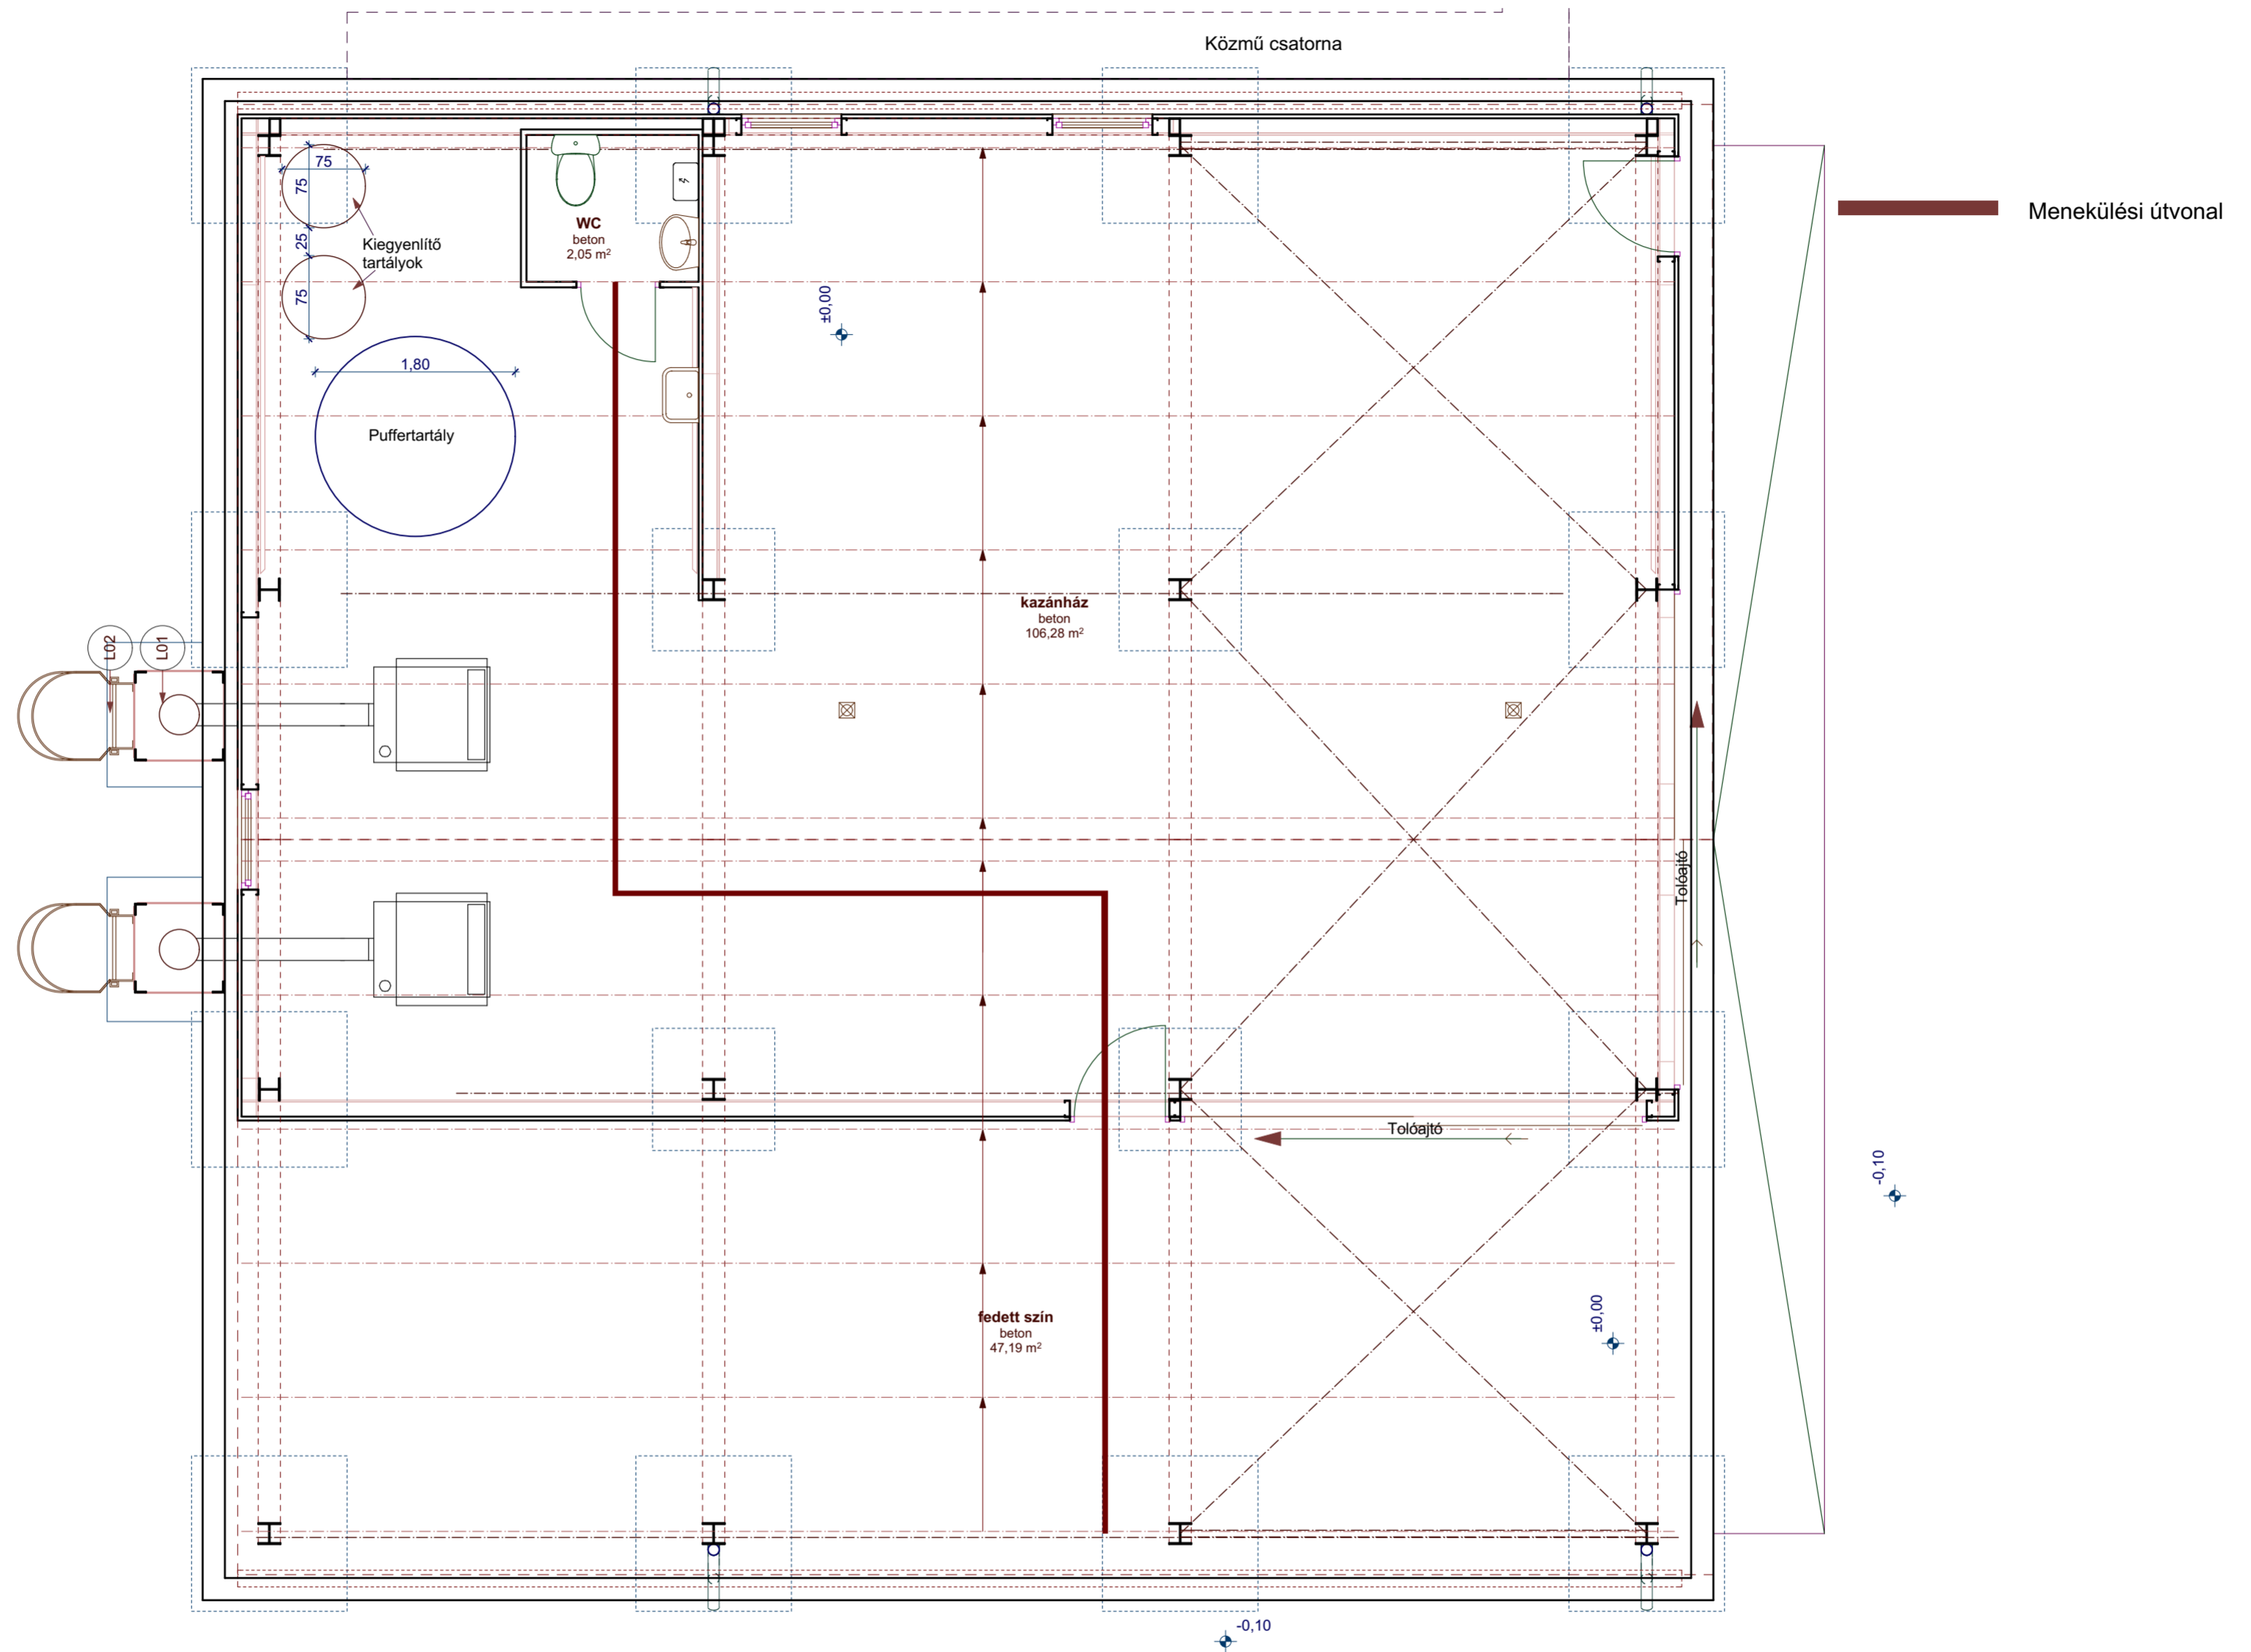 Közmű csatorna
Menekülési útvonal
75
75
25
75
Kiegyenlítő
tartályok
WC
beton
2,05 m²
±0,00
1,80
Puffertartály
kazánház
beton
106,28 m²
L02
L01
Tolóajtó
Tolóajtó
-0,10
fedett szín
beton
47,19 m²
±0,00
-0,10